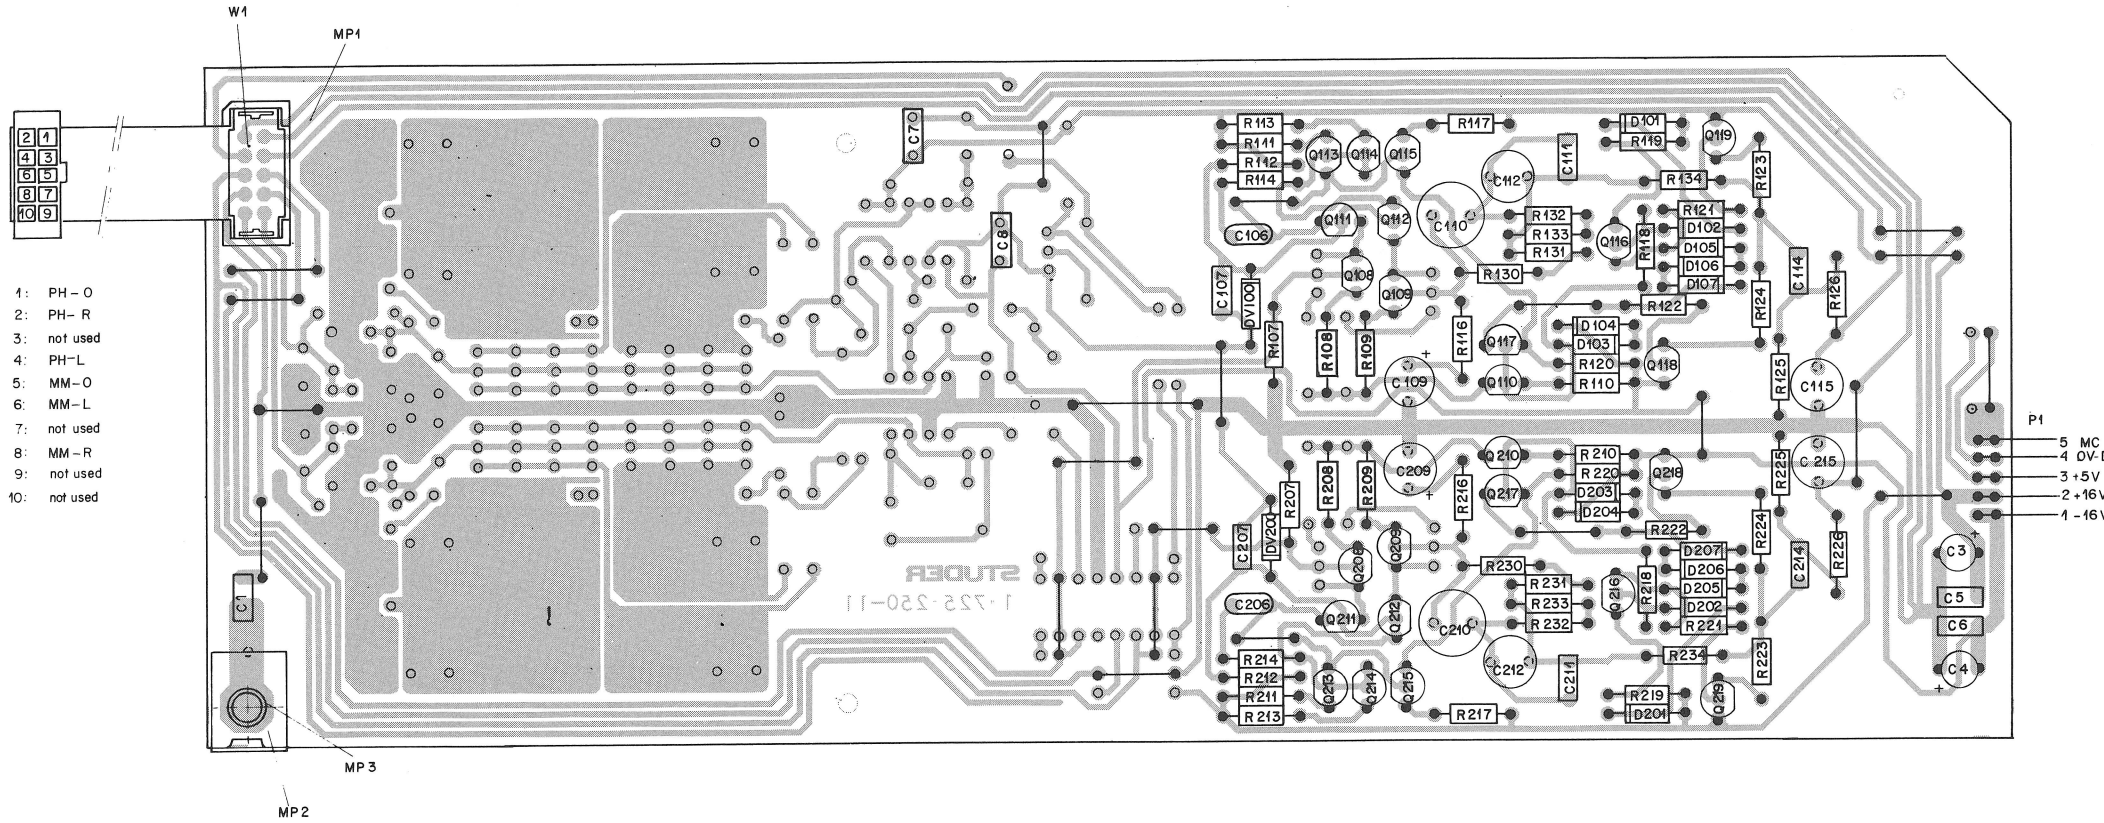 W1
MP1
2 1
4 3
6 5
8 7
10 9
1: PH-O
2: PH-R
3: not used
4: PH-L
5: MM-O
6: MM-L
7: not used
8: MM-R
9: not used
10: not used
C7
C8
C1
MP3
MP2
STUDER
1·725·250-11
R113
R111
R112
R114
C106
C107
DV100
R107
Q113
Q114
Q115
R117
Q111
Q112
Q108
Q109
R108
R109
C109
C110
C112
C111
R132
R133
R131
R130
R116
Q117
Q110
D104
D103
R120
R110
Q118
R122
D101
R119
Q119
R123
R134
Q116
R118
R121
D102
D105
D106
D107
R124
C114
R126
R125
C115
P1
5 MC
4 0V-D
3 +5V
2 +16V
1 -16V
C209
+
+
R208
R209
R207
DV200
C207
C206
Q208
Q209
Q211
Q212
R216
Q210
Q217
R210
R220
D203
D204
Q218
R222
R225
C215
R224
C214
R226
R230
R231
R233
R232
Q216
R218
D207
D206
D205
D202
R221
C210
C212
C211
R234
R223
R214
R212
R211
R213
Q213
Q214
Q215
R217
R219
D201
Q219
+
C3
C5
C6
C4
+